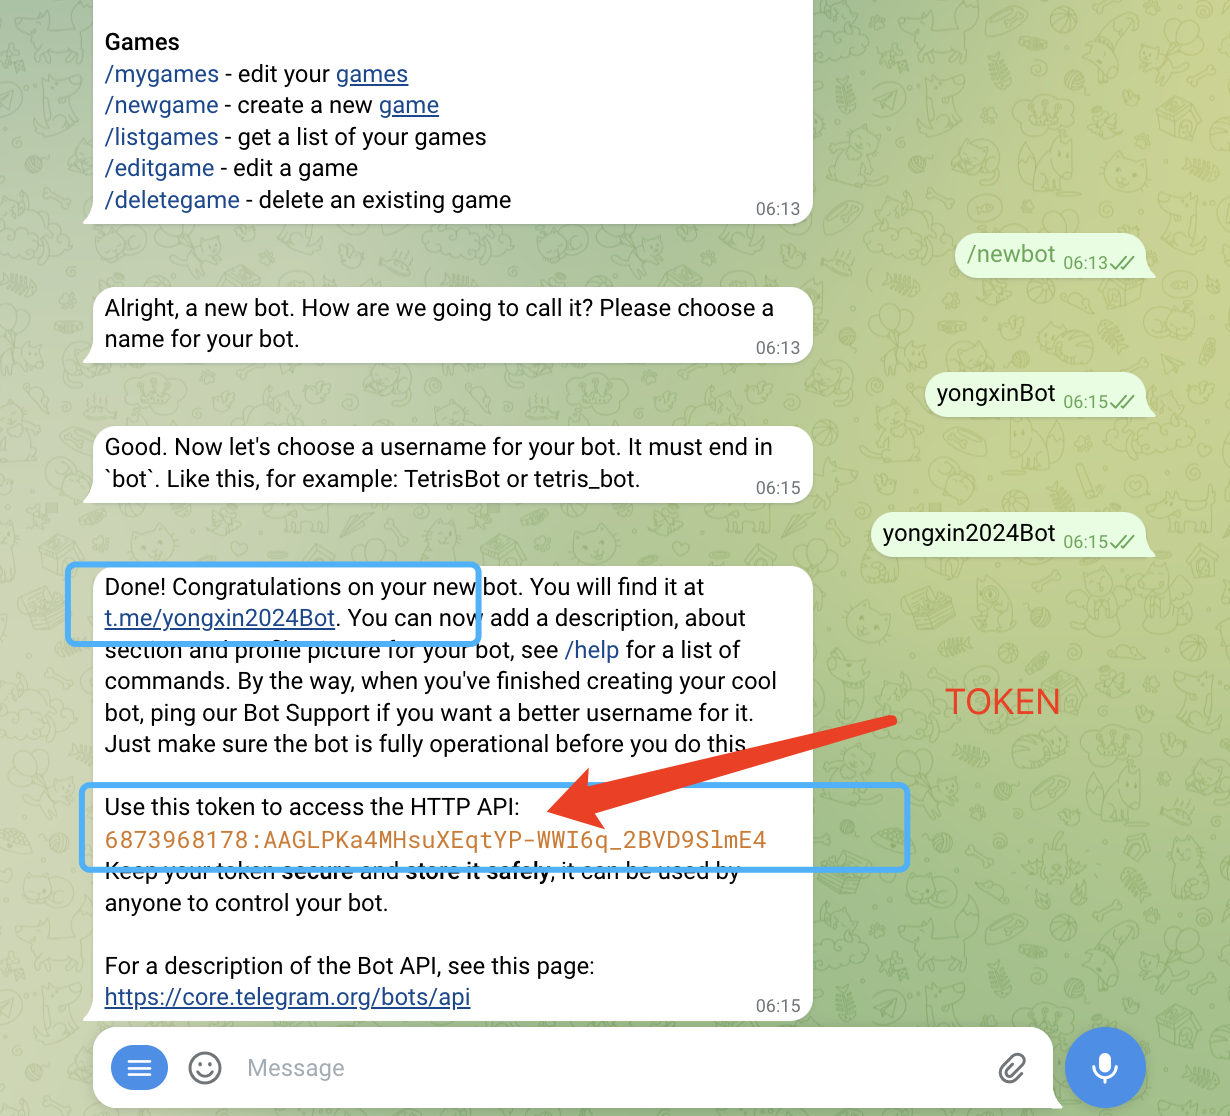 Games
/mygames - edit your games
/newgame - create a new game
/listgames - get a list of your games
/editgame - edit a game
/deletegame - delete an existing game
06:13
/newbot 06:13
Alright, a new bot. How are we going to call it? Please choose a
name for your bot.
06:13
yongxinBot 06:15
Good. Now let's choose a username for your bot. It must end in
`bot`. Like this, for example: TetrisBot or tetris_bot.
06:15
yongxin2024Bot 06:15
Done! Congratulations on your new bot. You will find it at
t.me/yongxin2024Bot. You can now add a description, about
section and profile picture for your bot, see /help for a list of
commands. By the way, when you've finished creating your cool
bot, ping our Bot Support if you want a better username for it.
Just make sure the bot is fully operational before you do this.
TOKEN
Use this token to access the HTTP API:
6873968178:AAGLPKa4MHsuXEqtYP-WWI6q_2BVD9SlmE4
Keep your token secure and store it safely, it can be used by
anyone to control your bot.
For a description of the Bot API, see this page:
https://core.telegram.org/bots/api
06:15
Message